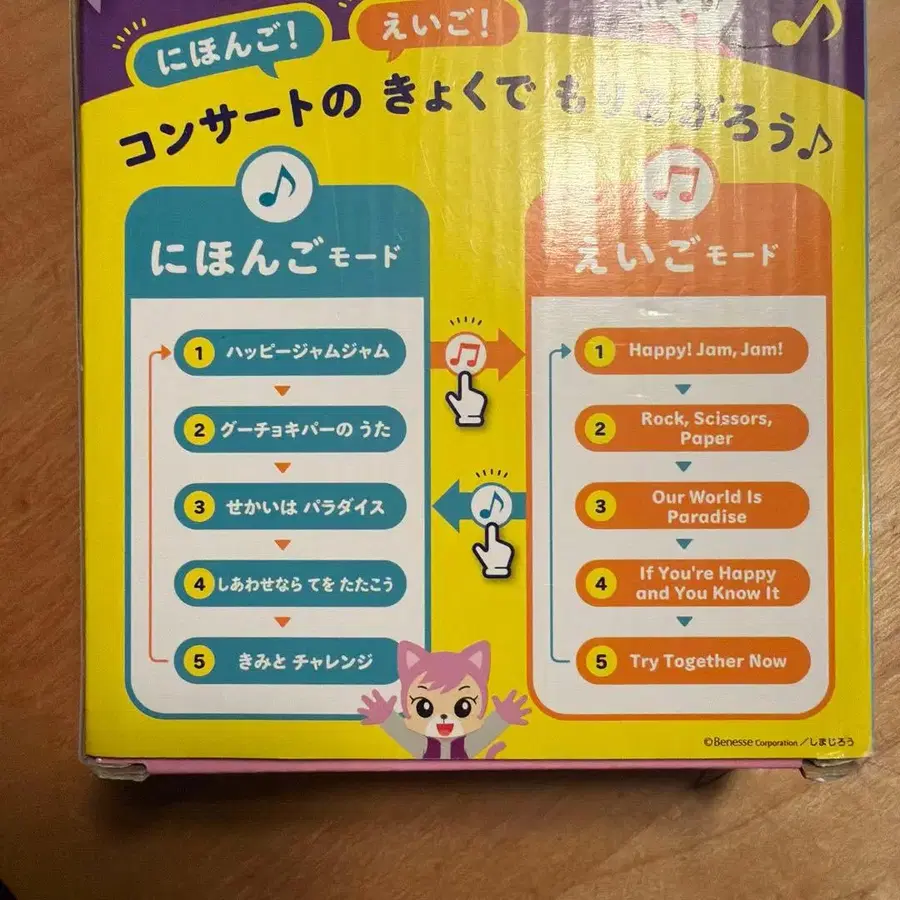 にほんご！
えいご！
コンサートの きょくで もりあがろう♪
にほんごモード
1 ハッピージャムジャム
2 グーチョキパーの うた
3 せかいは パラダイス
4 しあわせなら てを たたこう
5 きみと チャレンジ
えいごモード
1 Happy! Jam, Jam!
2 Rock, Scissors,
Paper
3 Our World Is
Paradise
4 If You're Happy
and You Know It
5 Try Together Now
©Benesse Corporation／しまじろう